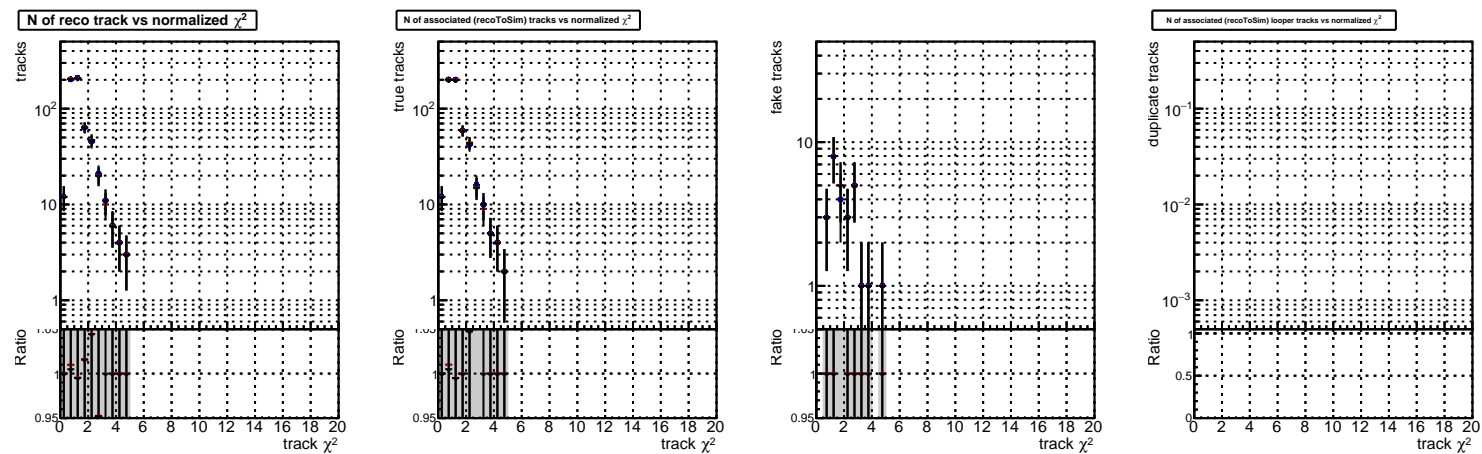 N of reco track vs normalized χ²
tracks
10²
10
1
Ratio
1.05
1
0.95
0 2 4 6 8 10 12 14 16 18 20
track χ²
N of associated (recoToSim) tracks vs normalized χ²
true tracks
10²
10
1
Ratio
1.05
1
0.95
0 2 4 6 8 10 12 14 16 18 20
track χ²
fake tracks
10
1
Ratio
1.05
1
0.95
0 2 4 6 8 10 12 14 16 18 20
track χ²
N of associated (recoToSim) looper tracks vs normalized χ²
duplicate tracks
10⁻¹
10⁻²
10⁻³
Ratio
1
0.5
0
0 2 4 6 8 10 12 14 16 18 20
track χ²